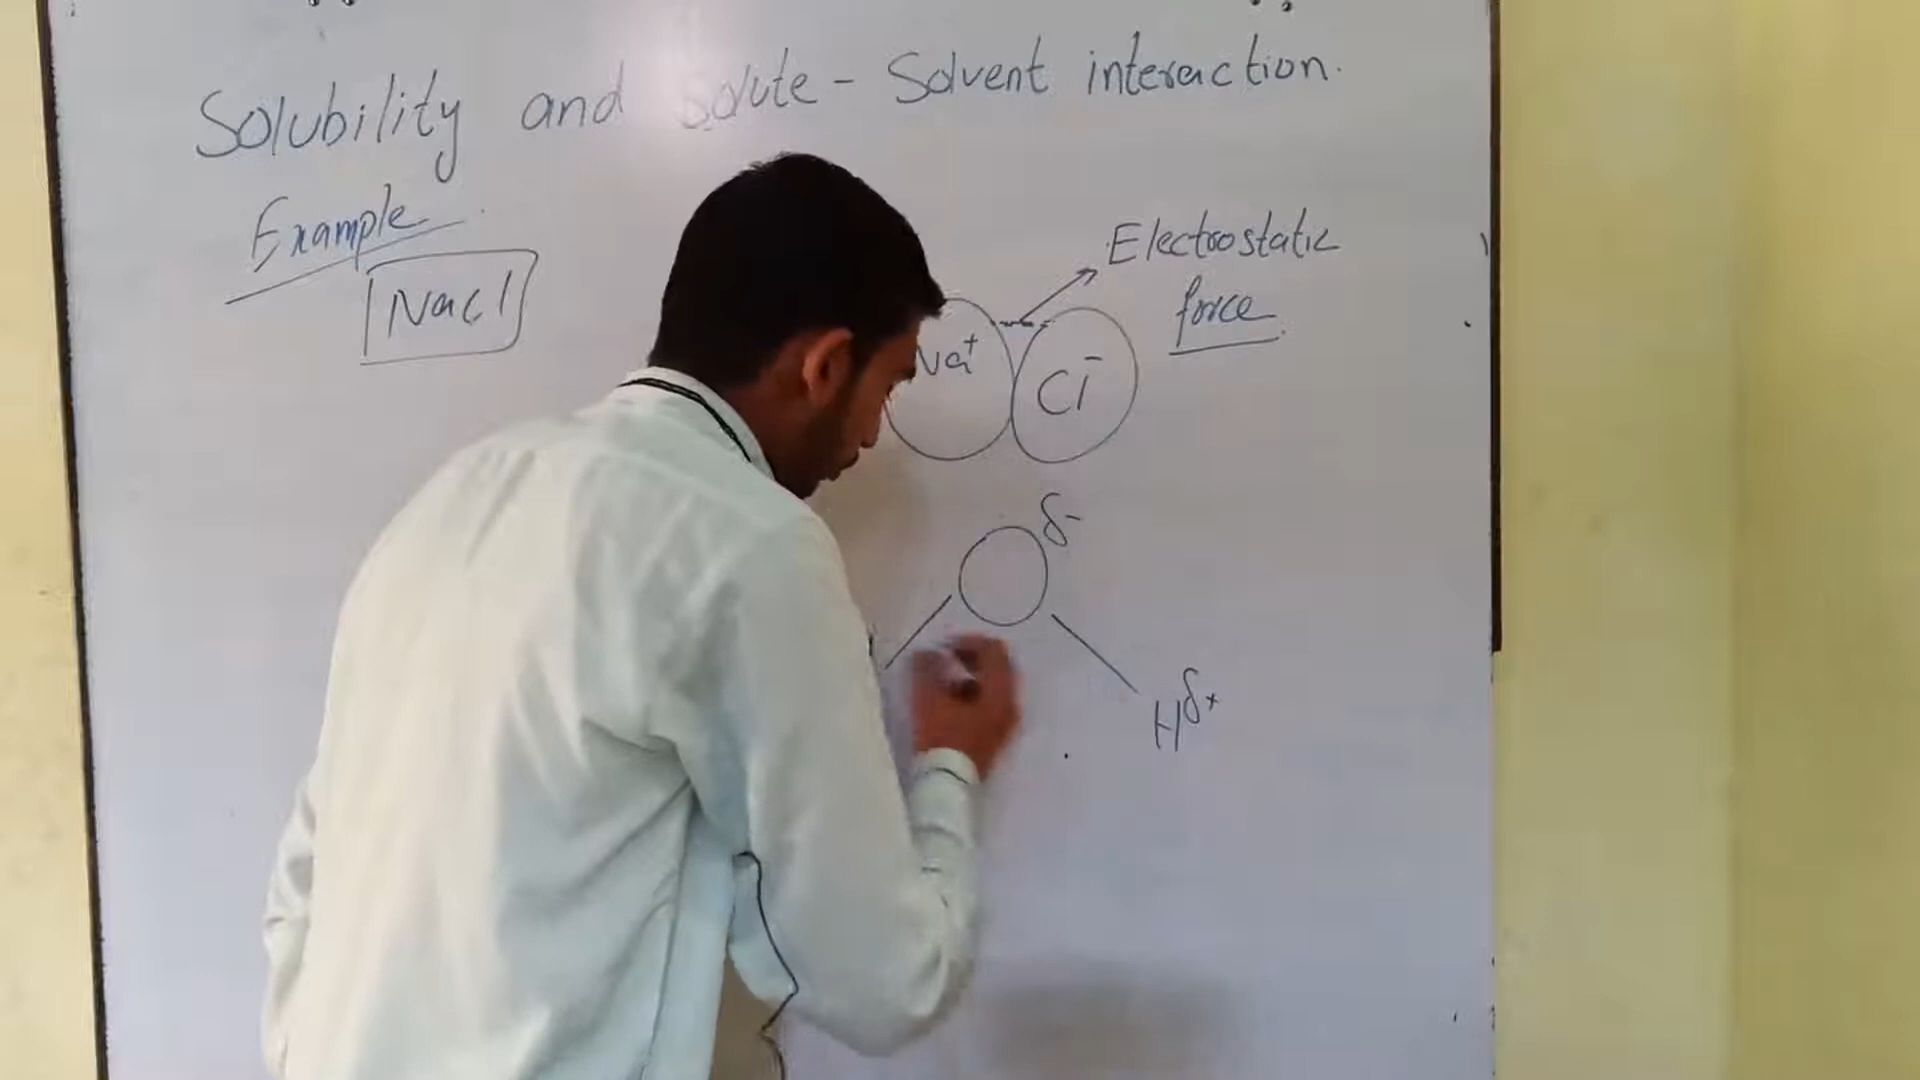 Solubility and Solute - Solvent interaction.
Example
NaCl
Electrostatic
force
Na+
Cl-
δ-
Hδ+